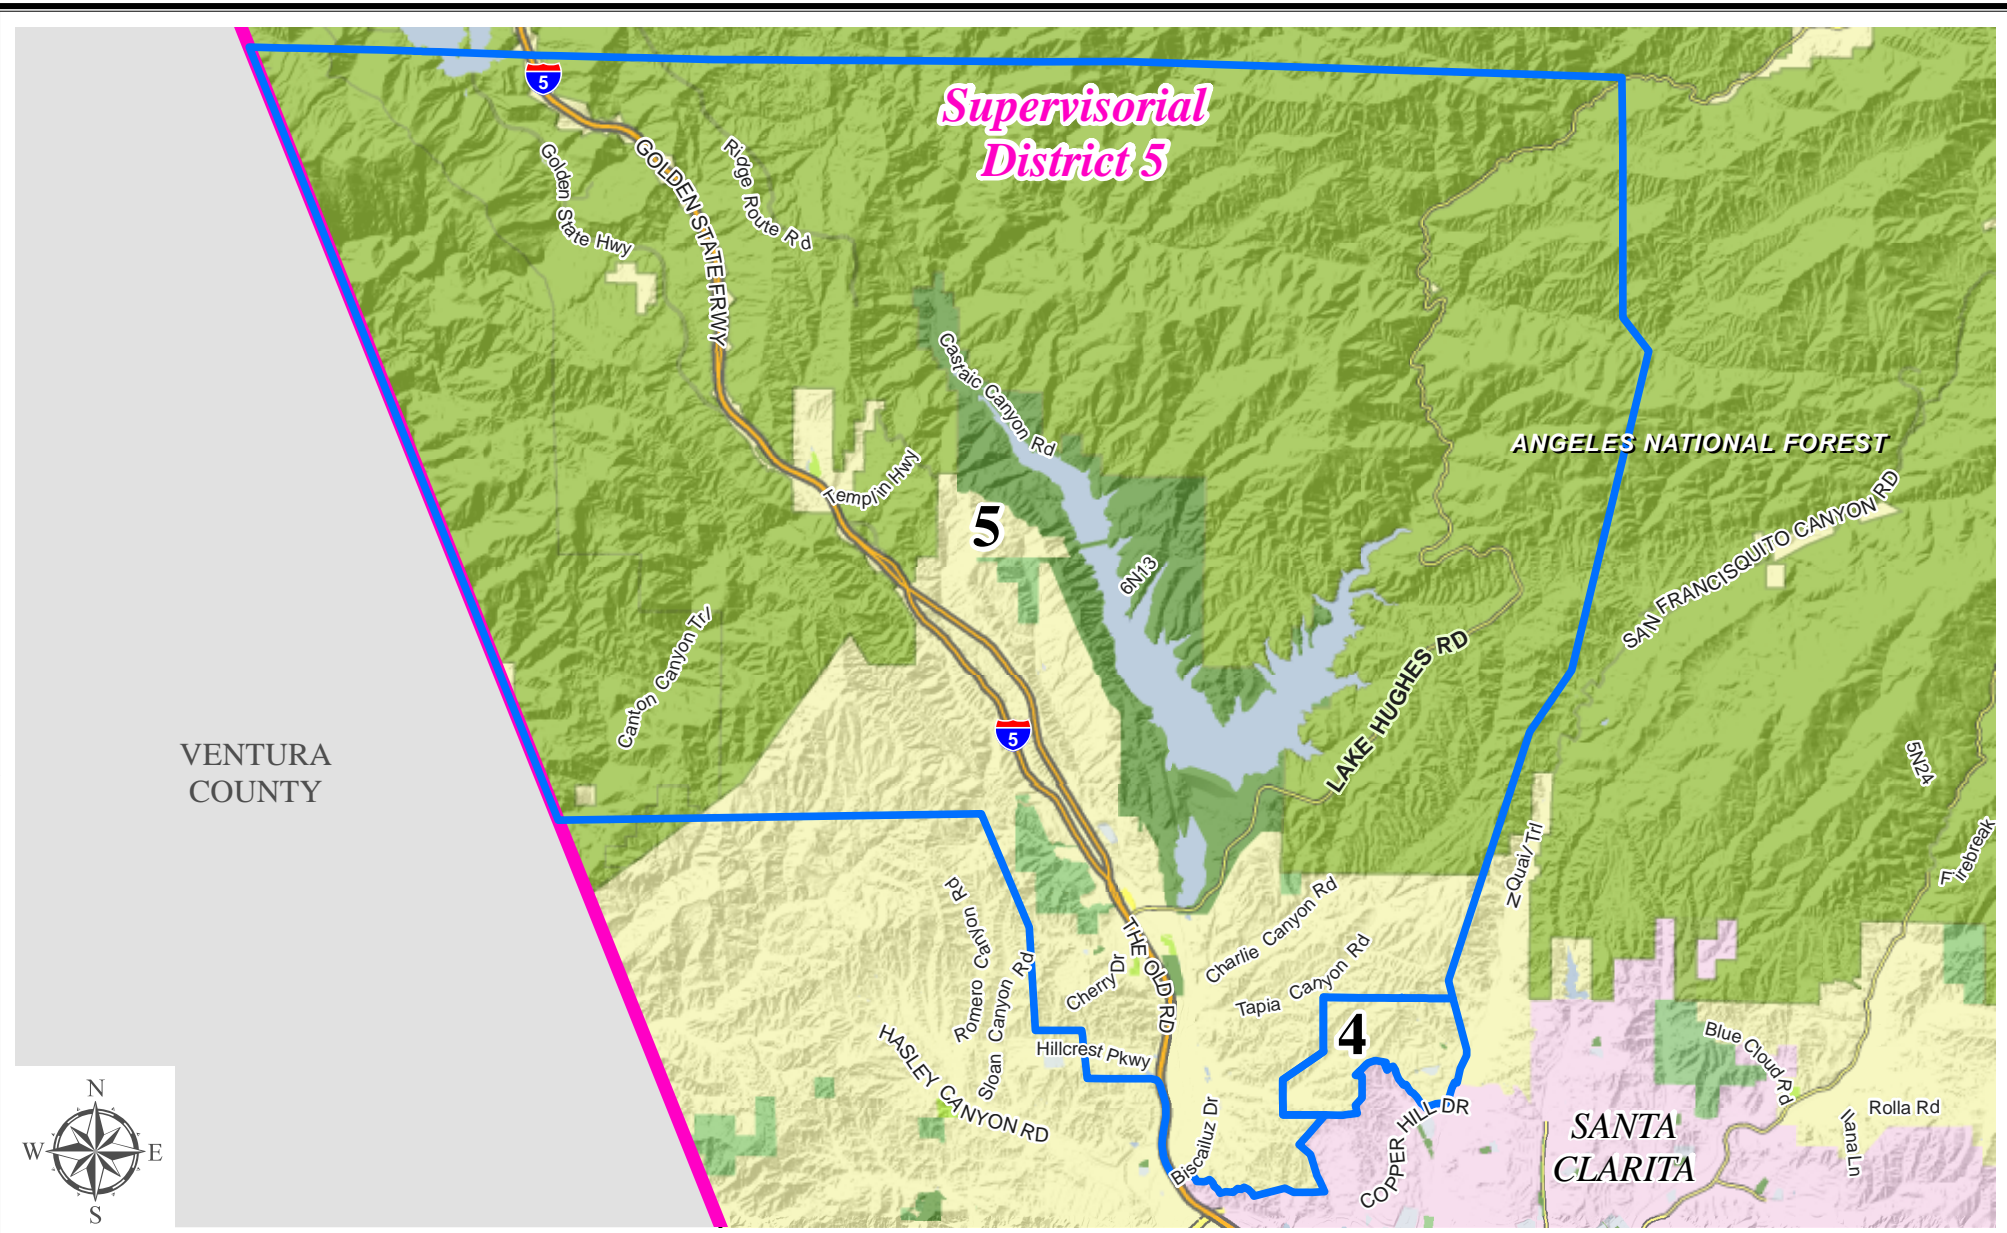 5
Supervisorial
District 5
Golden State Hwy
GOLDEN STATE FRWY
Ridge Route Rd
Castaic Canyon Rd
ANGELES NATIONAL FOREST
Templin Hwy
5
6N13
SAN FRANCISQUITO CANYON RD
Canton Canyon Trl
LAKE HUGHES RD
5
VENTURA
COUNTY
5N24
N Quail Trl
Firebreak
Romero Canyon Rd
Sloan Canyon Rd
Cherry Dr
THE OLD RD
Charlie Canyon Rd
Tapia Canyon Rd
4
Hillcrest Pkwy
HASLEY CANYON RD
Biscailuz Dr
COPPER HILL DR
Blue Cloud Rd
Rolla Rd
Ilana Ln
SANTA
CLARITA
N
W
E
S